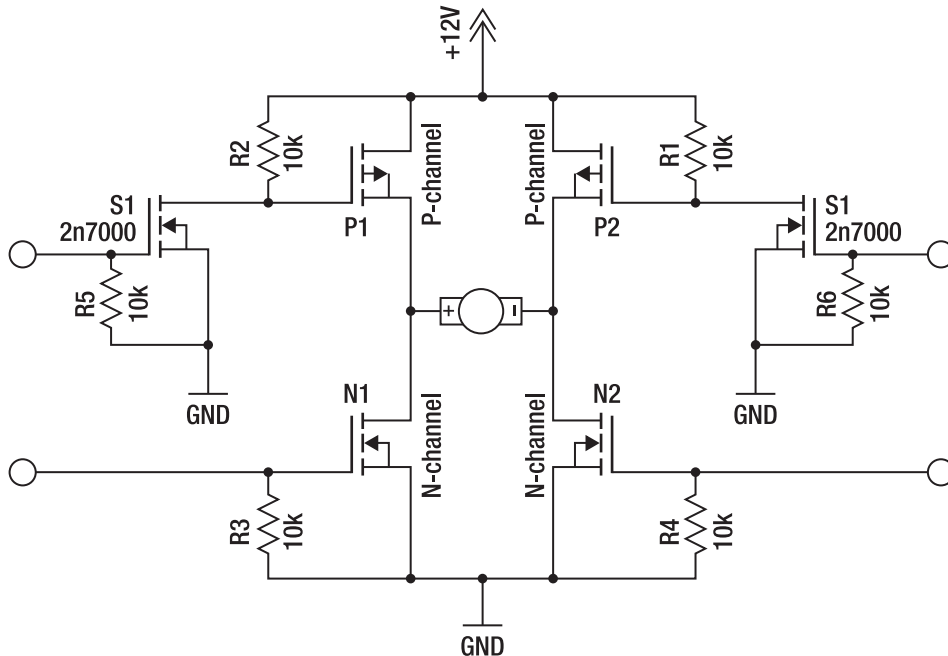 +12V
R2
10k
P-channel
P-channel
R1
10k
S1
2n7000
P1
P2
S1
2n7000
R5
10k
+
-
R6
10k
GND
GND
N1
N2
N-channel
N-channel
R3
10k
R4
10k
GND